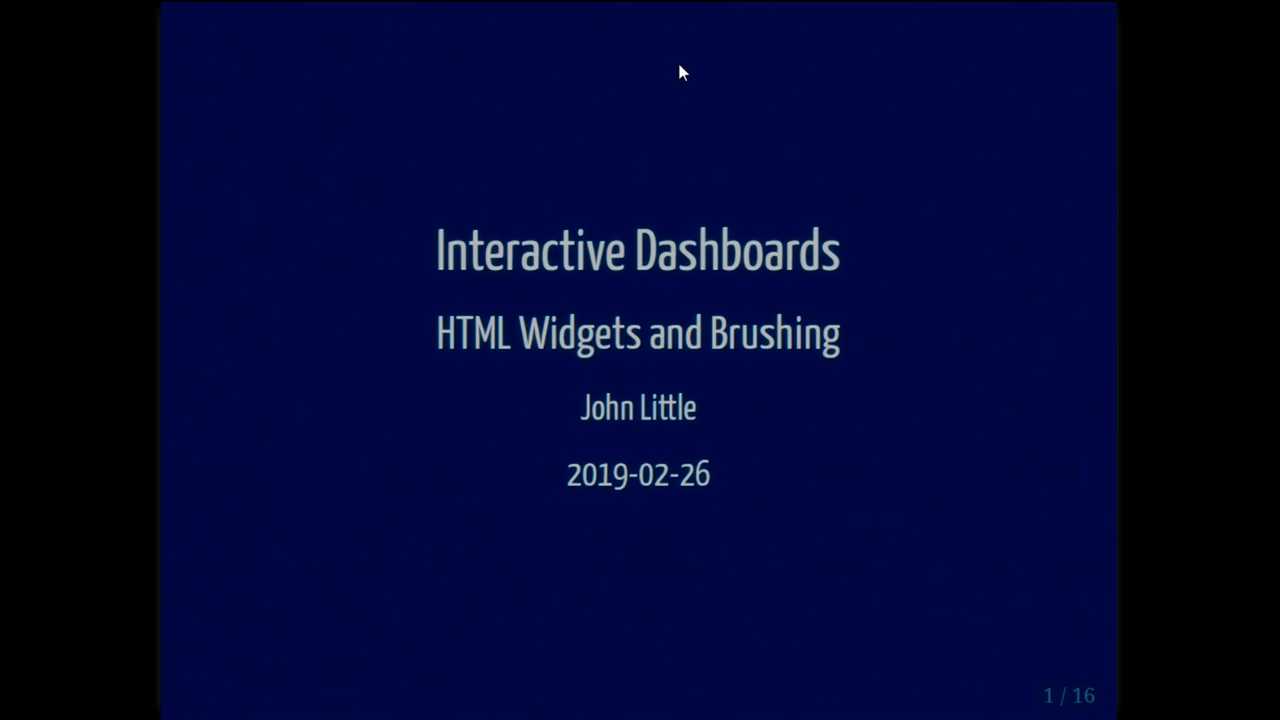 Interactive Dashboards
HTML Widgets and Brushing
John Little
2019-02-26
1 / 16